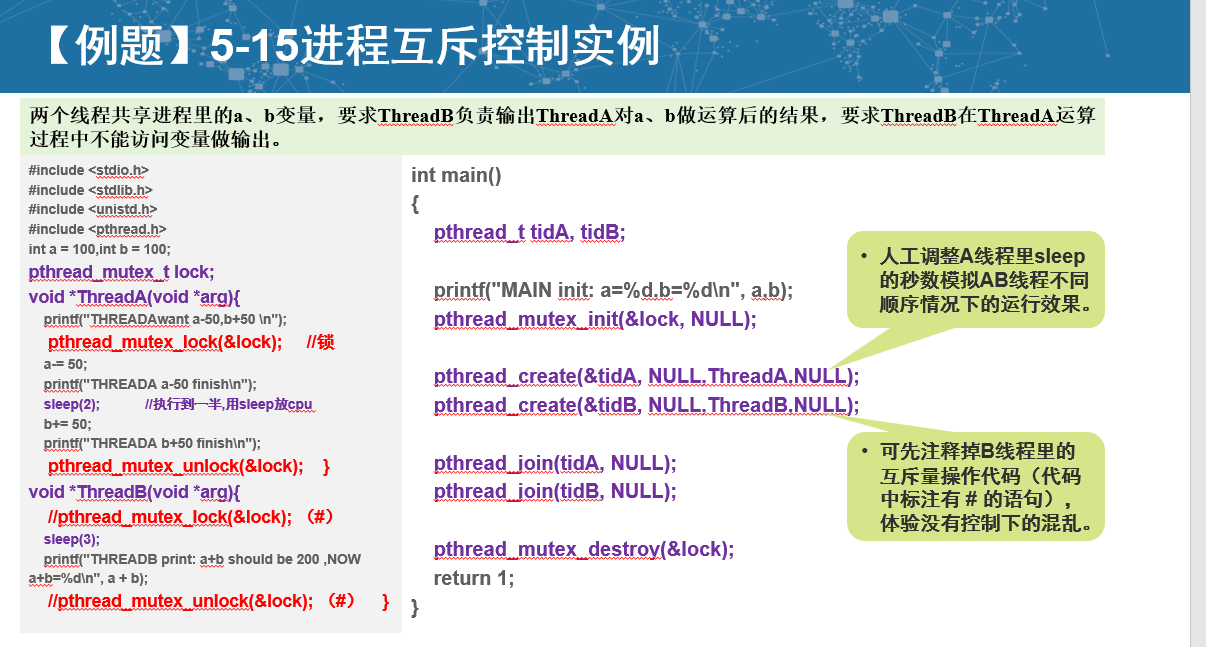 【例题】5-15进程互斥控制实例
两个线程共享进程里的a、b变量，要求ThreadB负责输出ThreadA对a、b做运算后的结果，要求ThreadB在ThreadA运算
过程中不能访问变量做输出。
#include <stdio.h>
#include <stdlib.h>
#include <unistd.h>
#include <pthread.h>
int a = 100,int b = 100;
pthread_mutex_t lock;
void *ThreadA(void *arg){
printf("THREADAwant a-50,b+50 \n");
pthread_mutex_lock(&lock); //锁
a-= 50;
printf("THREADA a-50 finish\n");
sleep(2); //执行到一半,用sleep放cpu
b+= 50;
printf("THREADA b+50 finish\n");
pthread_mutex_unlock(&lock); }
void *ThreadB(void *arg){
//pthread_mutex_lock(&lock); （#）
sleep(3);
printf("THREADB print: a+b should be 200 ,NOW
a+b=%d\n", a + b);
//pthread_mutex_unlock(&lock); （#） }
int main()
{
pthread_t tidA, tidB;
printf("MAIN init: a=%d,b=%d\n", a,b);
pthread_mutex_init(&lock, NULL);
pthread_create(&tidA, NULL,ThreadA,NULL);
pthread_create(&tidB, NULL,ThreadB,NULL);
pthread_join(tidA, NULL);
pthread_join(tidB, NULL);
pthread_mutex_destroy(&lock);
return 1;
}
• 人工调整A线程里sleep
的秒数模拟AB线程不同
顺序情况下的运行效果。
• 可先注释掉B线程里的
互斥量操作代码（代码
中标注有 # 的语句），
体验没有控制下的混乱。